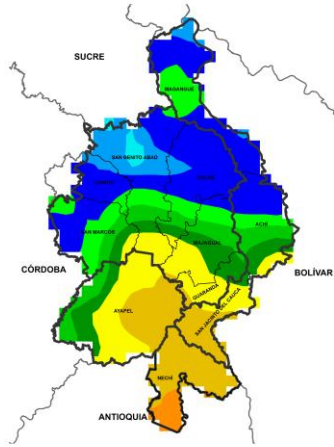 SUCRE
MAGANGUÉ
SAN BENITO ABAD
SAN MARCOS
ACHÍ
MAJAGUAL
CÓRDOBA
BOLÍVAR
GUARANDA
SAN JACINTO DEL CAUCA
AYAPEL
NECHÍ
ANTIOQUIA